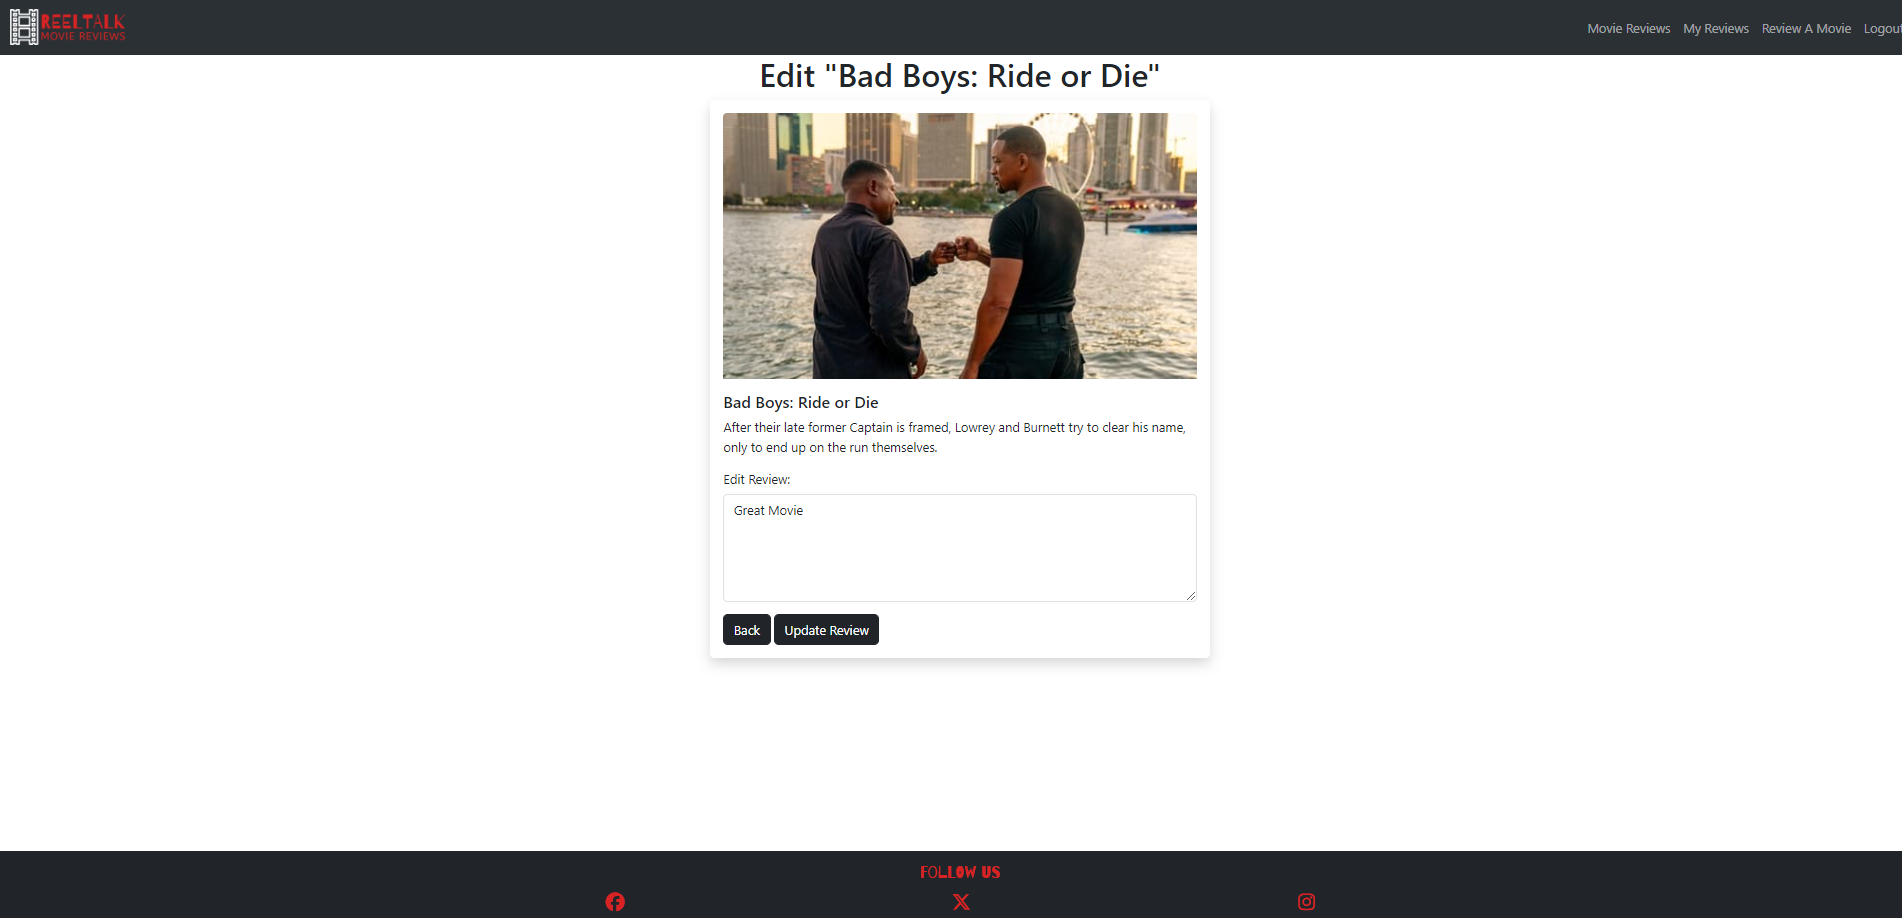 REELTALK
MOVIE REVIEWS
Movie Reviews
My Reviews
Review A Movie
Logout
Edit "Bad Boys: Ride or Die"
Bad Boys: Ride or Die
After their late former Captain is framed, Lowrey and Burnett try to clear his name,
only to end up on the run themselves.
Edit Review:
Great Movie
Back
Update Review
FOLLOW US